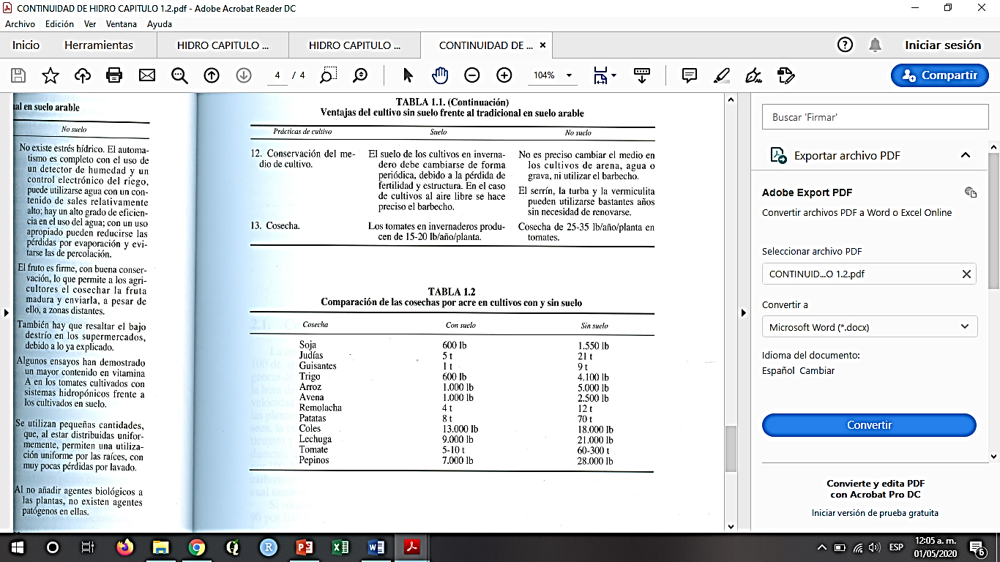 CONTINUIDAD DE HIDRO CAPITULO 1.2.pdf - Adobe Acrobat Reader DC
Archivo Edición Ver Ventana Ayuda
Inicio Herramientas HIDRO CAPITULO ... HIDRO CAPITULO ... CONTINUIDAD DE ... Iniciar sesión
4 / 4 104% Compartir
al en suelo arable
No suelo
No existe estrés hídrico. El automa-
tismo es completo con el uso de
un detector de humedad y un
control electrónico del riego,
puede utilizarse agua con un con-
tenido de sales relativamente
alto; hay un alto grado de eficien-
cia en el uso del agua; con un uso
apropiado pueden reducirse las
pérdidas por evaporación y evi-
tarse las de percolación.
El fruto es firme, con buena conser-
vación, lo que permite a los agri-
cultores el cosechar la fruta
madura y enviarla, a pesar de
ello, a zonas distantes.
También hay que resaltar el bajo
destrío en los supermercados,
debido a lo ya explicado.
Algunos ensayos han demostrado
un mayor contenido en vitamina
A en los tomates cultivados con
sistemas hidropónicos frente a
los cultivados en suelo.
Se utilizan pequeñas cantidades,
que, al estar distribuidas unifor-
memente, permiten una utiliza-
ción uniforme por las raíces, con
muy pocas pérdidas por lavado.
Al no añadir agentes biológicos a
las plantas, no existen agentes
patógenos en ellas.
TABLA 1.1. (Continuación)
Ventajas del cultivo sin suelo frente al tradicional en suelo arable
Prácticas de cultivo Suelo No suelo
12. Conservación del me-
dio de cultivo.
El suelo de los cultivos en inverna-
dero debe cambiarse de forma
periódica, debido a la pérdida de
fertilidad y estructura. En el caso
de cultivos al aire libre se hace
preciso el barbecho.
No es preciso cambiar el medio en
los cultivos de arena, agua o
grava, ni utilizar el barbecho.
El serrín, la turba y la vermiculita
pueden utilizarse bastantes años
sin necesidad de renovarse.
13. Cosecha.
Los tomates en invernaderos produ-
cen de 15-20 lb/año/planta.
Cosecha de 25-35 lb/año/planta en
tomates.
TABLA 1.2
Comparación de las cosechas por acre en cultivos con y sin suelo
Cosecha Con suelo Sin suelo
Soja 600 lb 1.550 lb
Judías 5 t 21 t
Guisantes 1 t 9 t
Trigo 600 lb 4.100 lb
Arroz 1.000 lb 5.000 lb
Avena 1.000 lb 2.500 lb
Remolacha 4 t 12 t
Patatas 8 t 70 t
Coles 13.000 lb 18.000 lb
Lechuga 9.000 lb 21.000 lb
Tomate 5-10 t 60-300 t
Pepinos 7.000 lb 28.000 lb
Buscar 'Firmar'
Exportar archivo PDF
Adobe Export PDF
Convertir archivos PDF a Word o Excel Online
Seleccionar archivo PDF
CONTINUID...O 1.2.pdf
Convertir a
Microsoft Word (*.docx)
Idioma del documento:
Español Cambiar
Convertir
Convierte y edita PDF
con Acrobat Pro DC
Iniciar versión de prueba gratuita
ESP
12:05 a. m.
01/05/2020
6